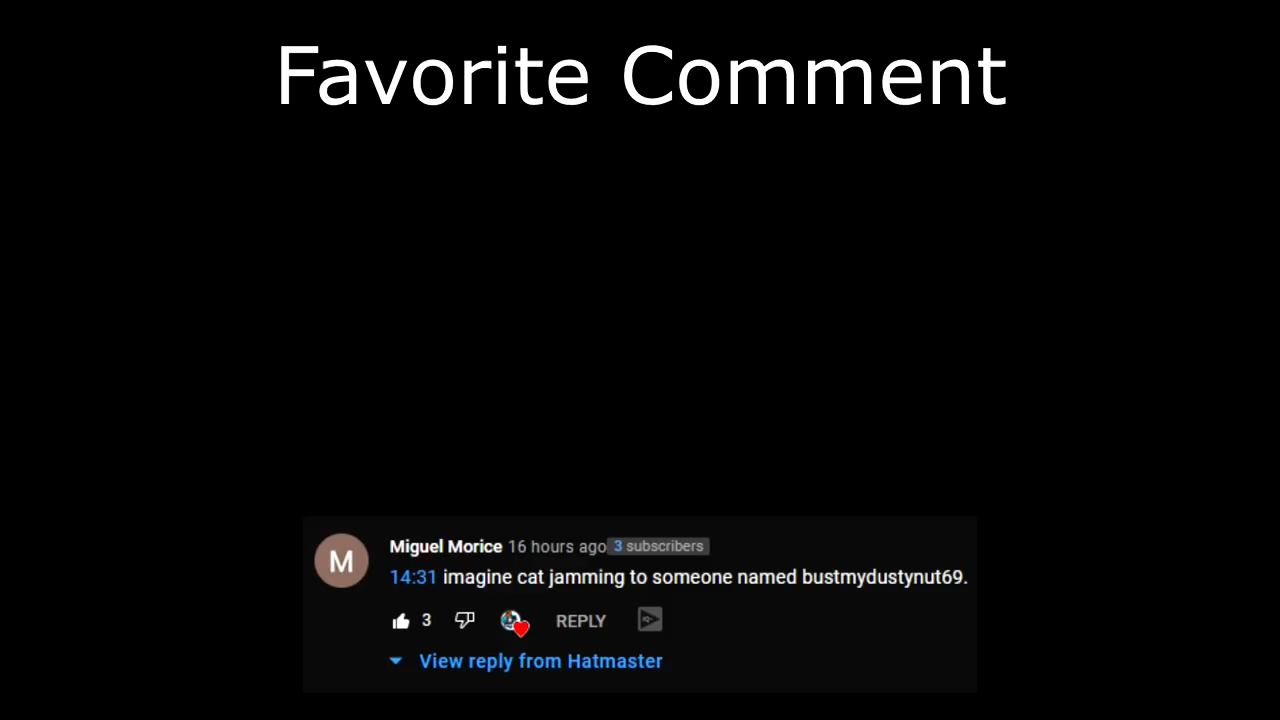 Favorite Comment
M
Miguel Morice 16 hours ago 3 subscribers
14:31 imagine cat jamming to someone named bustmydustynut69.
3 REPLY
View reply from Hatmaster